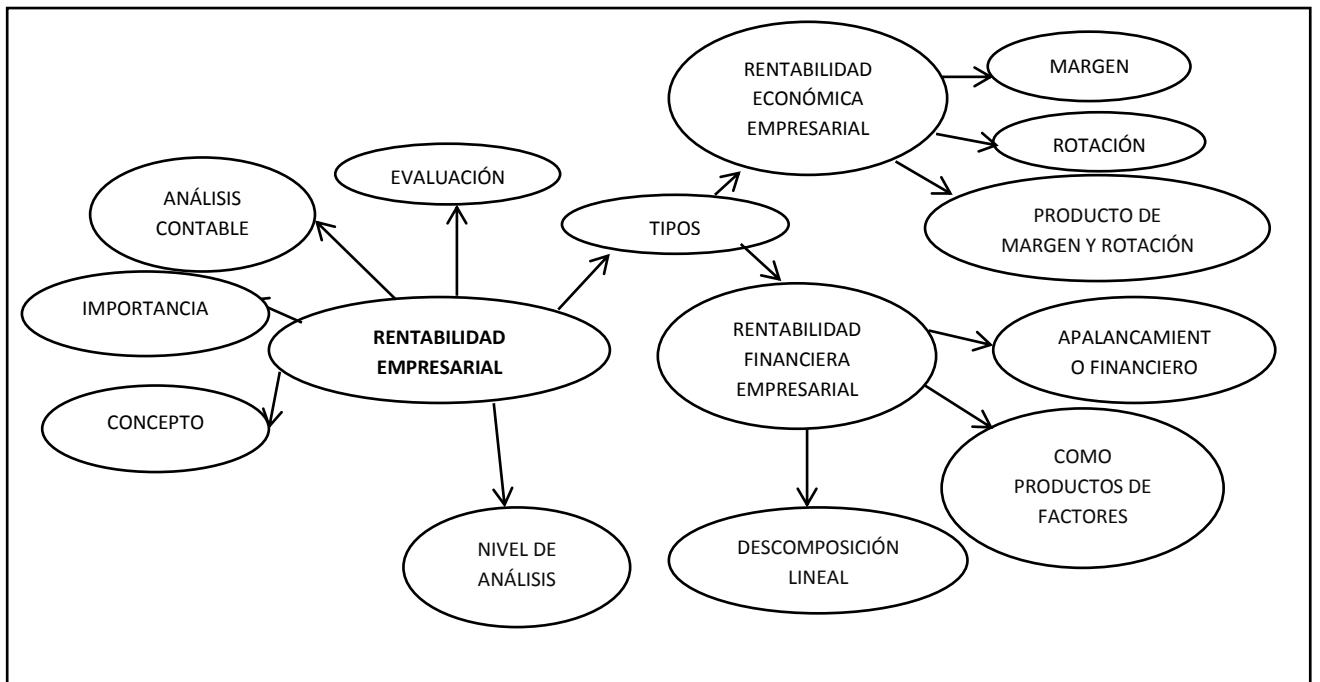 RENTABILIDAD
ECONÓMICA
EMPRESARIAL
MARGEN
ROTACIÓN
PRODUCTO DE
MARGEN Y ROTACIÓN
EVALUACIÓN
ANÁLISIS
CONTABLE
TIPOS
IMPORTANCIA
RENTABILIDAD
EMPRESARIAL
RENTABILIDAD
FINANCIERA
EMPRESARIAL
APALANCAMIENT
O FINANCIERO
CONCEPTO
COMO
PRODUCTOS DE
FACTORES
NIVEL DE
ANÁLISIS
DESCOMPOSICIÓN
LINEAL